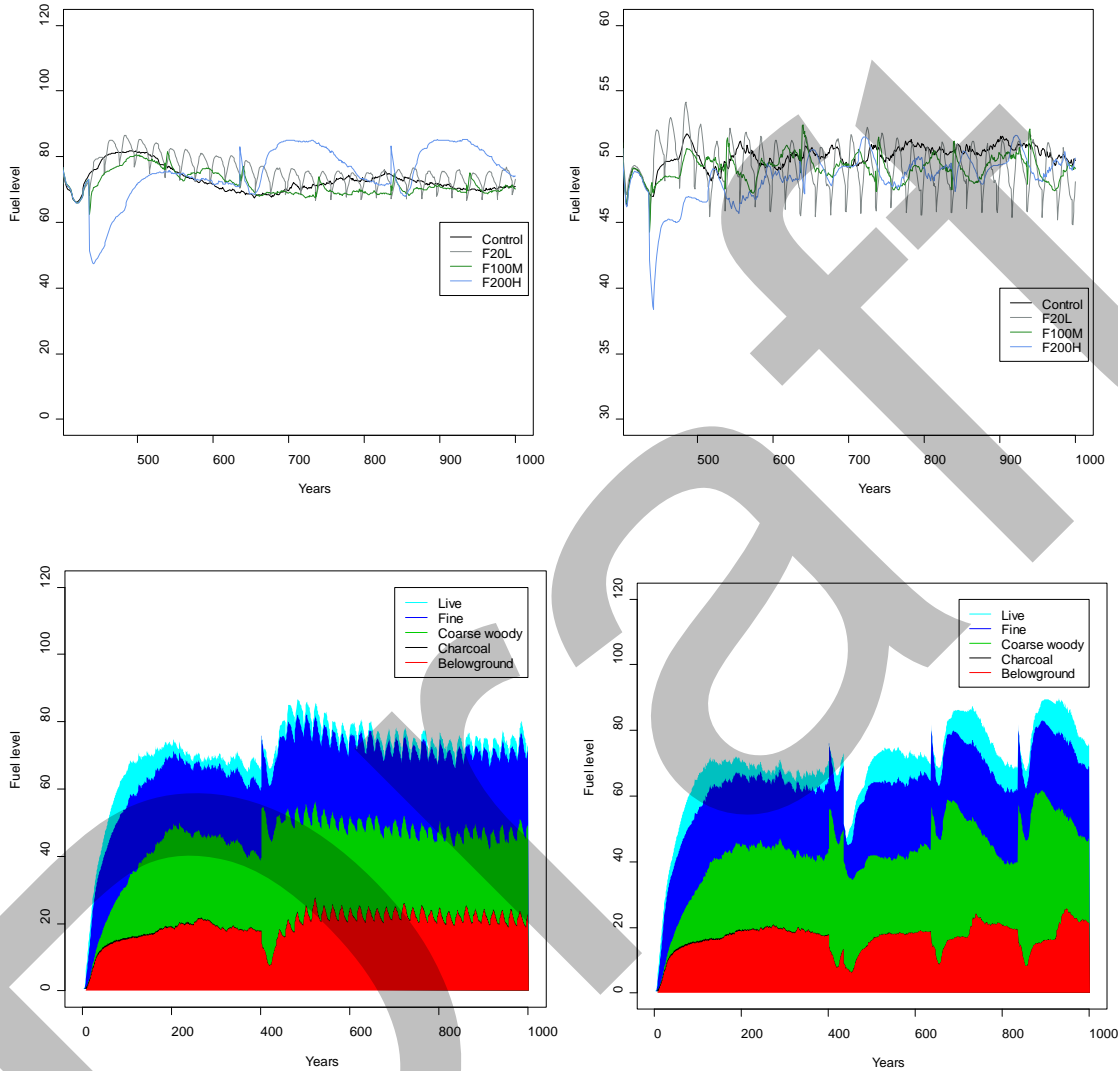 120
100
80
60
40
20
0
Fuel level
Control
F20L
F100M
F200H
500 600 700 800 900 1000
Years
60
55
50
45
40
35
30
Fuel level
Control
F20L
F100M
F200H
500 600 700 800 900 1000
Years
120
100
80
60
40
20
0
Fuel level
Live
Fine
Coarse woody
Charcoal
Belowground
0 200 400 600 800 1000
Years
120
100
80
60
40
20
0
Fuel level
Live
Fine
Coarse woody
Charcoal
Belowground
0 200 400 600 800 1000
Years
Draft